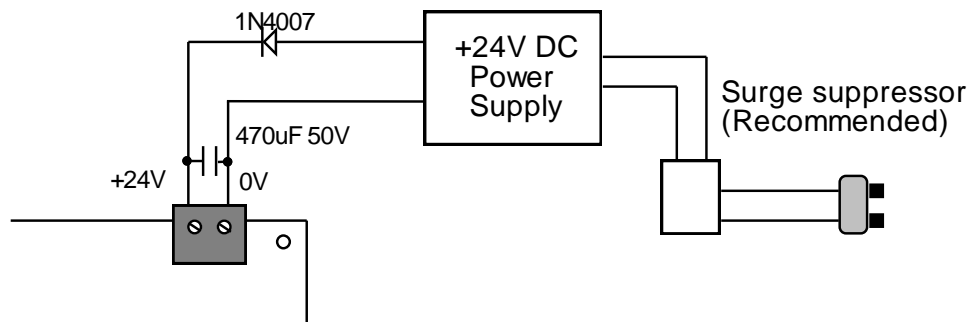 1N4007
+24V DC
Power
Supply
Surge suppressor
(Recommended)
470uF 50V
+24V
0V